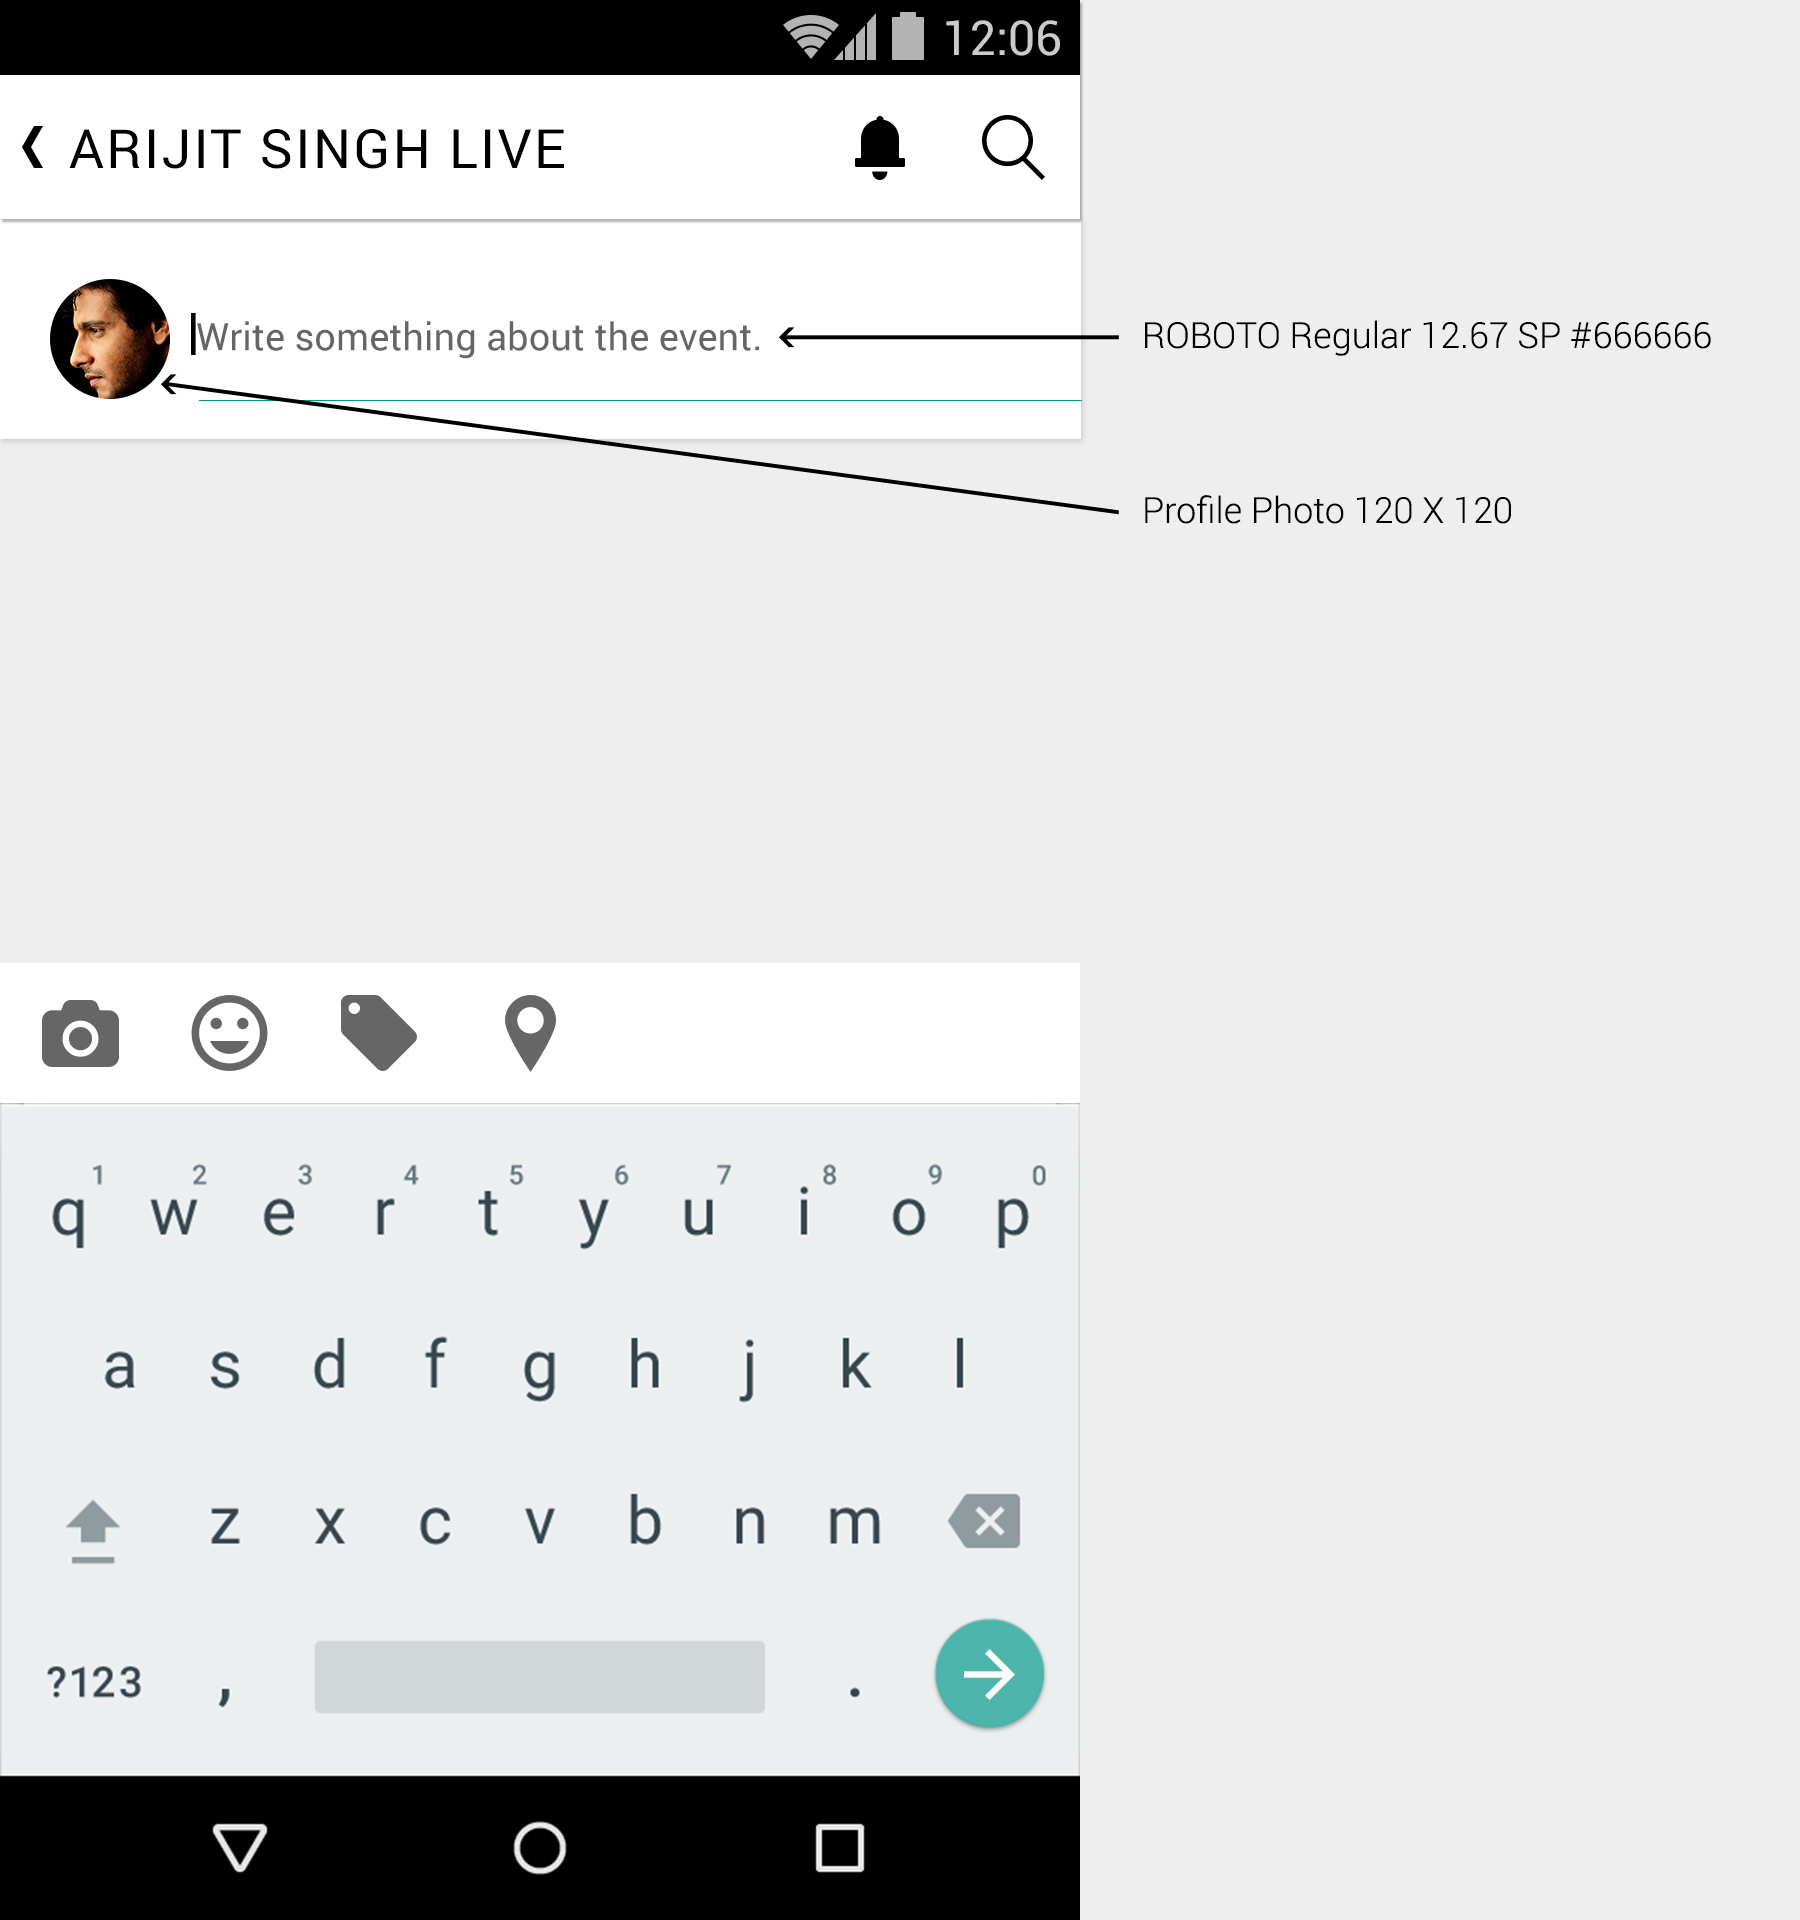 12:06
ARIJIT SINGH LIVE
Write something about the event.
ROBOTO Regular 12.67 SP #666666
Profile Photo 120 X 120
1 2 3 4 5 6 7 8 9 0
q w e r t y u i o p
a s d f g h j k l
z x c v b n m
?123 , .